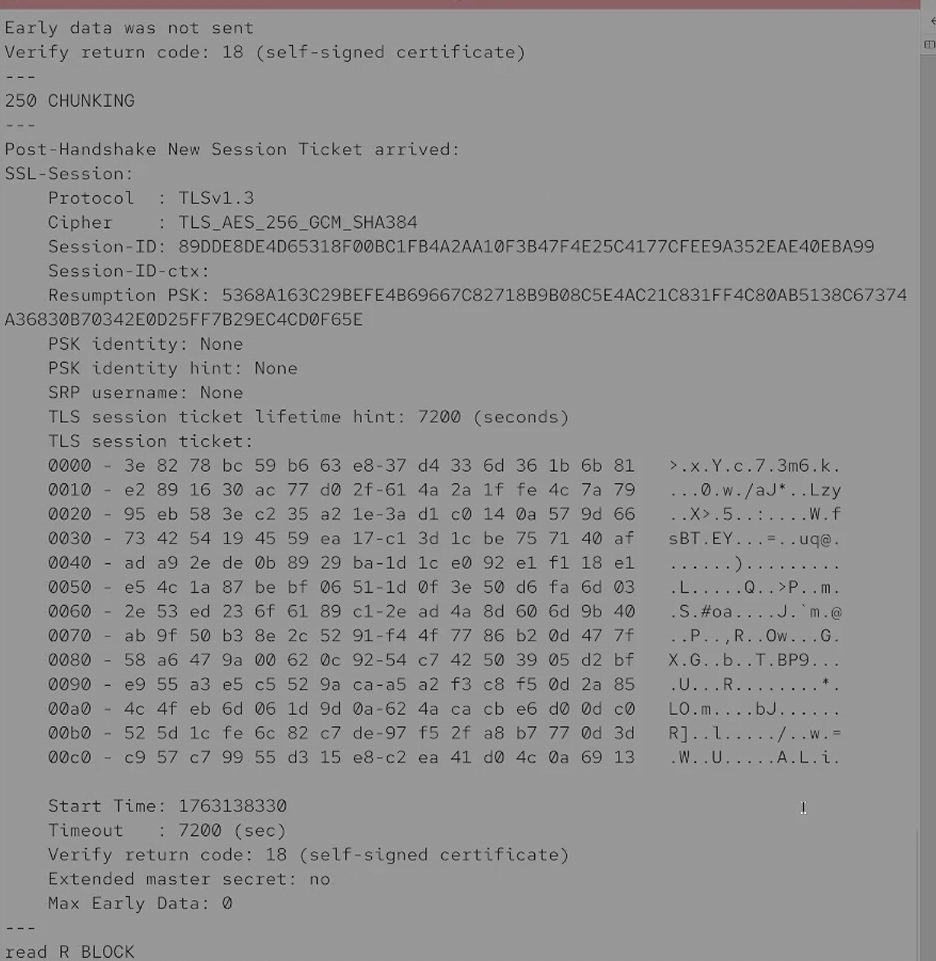 Early data was not sent
Verify return code: 18 (self-signed certificate)
---
250 CHUNKING
---
Post-Handshake New Session Ticket arrived:
SSL-Session:
    Protocol  : TLSv1.3
    Cipher    : TLS_AES_256_GCM_SHA384
    Session-ID: 89DDE8DE4D65318F00BC1FB4A2AA10F3B47F4E25C4177CFEE9A352EAE40EBA99
    Session-ID-ctx:
    Resumption PSK: 5368A163C29BEFE4B69667C82718B9B08C5E4AC21C831FF4C80AB5138C67374
A36830B70342E0D25FF7B29EC4CD0F65E
    PSK identity: None
    PSK identity hint: None
    SRP username: None
    TLS session ticket lifetime hint: 7200 (seconds)
    TLS session ticket:
    0000 - 3e 82 78 bc 59 b6 63 e8-37 d4 33 6d 36 1b 6b 81   >.x.Y.c.7.3m6.k.
    0010 - e2 89 16 30 ac 77 d0 2f-61 4a 2a 1f fe 4c 7a 79   ...0.w./aJ*..Lzy
    0020 - 95 eb 58 3e c2 35 a2 1e-3a d1 c0 14 0a 57 9d 66   ..X>.5..:....W.f
    0030 - 73 42 54 19 45 59 ea 17-c1 3d 1c be 75 71 40 af   sBT.EY...=..uq@.
    0040 - ad a9 2e de 0b 89 29 ba-1d 1c e0 92 e1 f1 18 e1   ......).........
    0050 - e5 4c 1a 87 be bf 06 51-1d 0f 3e 50 d6 fa 6d 03   .L.....Q..>P..m.
    0060 - 2e 53 ed 23 6f 61 89 c1-2e ad 4a 8d 60 6d 9b 40   .S.#oa....J.`m.@
    0070 - ab 9f 50 b3 8e 2c 52 91-f4 4f 77 86 b2 0d 47 7f   ..P..,R..Ow...G.
    0080 - 58 a6 47 9a 00 62 0c 92-54 c7 42 50 39 05 d2 bf   X.G..b..T.BP9...
    0090 - e9 55 a3 e5 c5 52 9a ca-a5 a2 f3 c8 f5 0d 2a 85   .U...R........*.
    00a0 - 4c 4f eb 6d 06 1d 9d 0a-62 4a ca cb e6 d0 0d c0   LO.m....bJ......
    00b0 - 52 5d 1c fe 6c 82 c7 de-97 f5 2f a8 b7 77 0d 3d   R]..l...../..w.=
    00c0 - c9 57 c7 99 55 d3 15 e8-c2 ea 41 d0 4c 0a 69 13   .W..U.....A.L.i.
    Start Time: 1763138330
    Timeout   : 7200 (sec)
    Verify return code: 18 (self-signed certificate)
    Extended master secret: no
    Max Early Data: 0
---
read R BLOCK